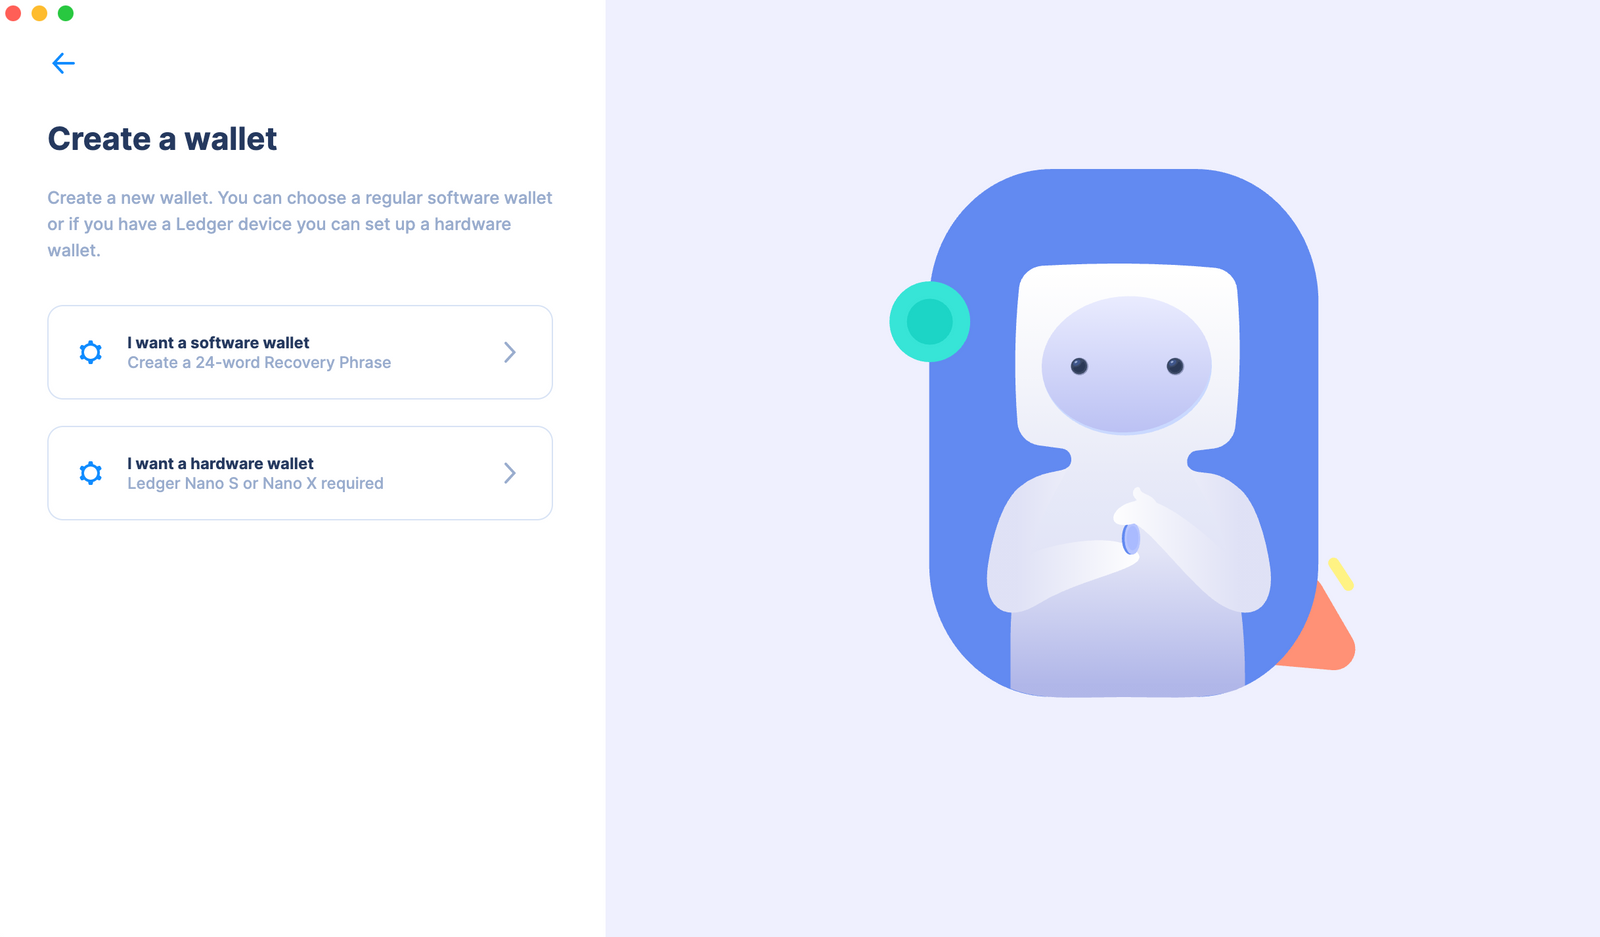 Create a wallet
Create a new wallet. You can choose a regular software wallet
or if you have a Ledger device you can set up a hardware
wallet.
I want a software wallet
Create a 24-word Recovery Phrase
I want a hardware wallet
Ledger Nano S or Nano X required